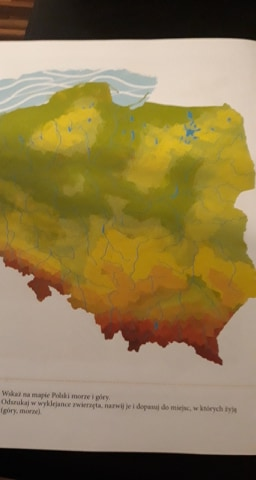 Wskaż na mapie Polski morze i góry.
Odszukaj w wyklejance zwierzęta, nazwij je i dopasuj do miejsc, w których żyją
(góry, morze).